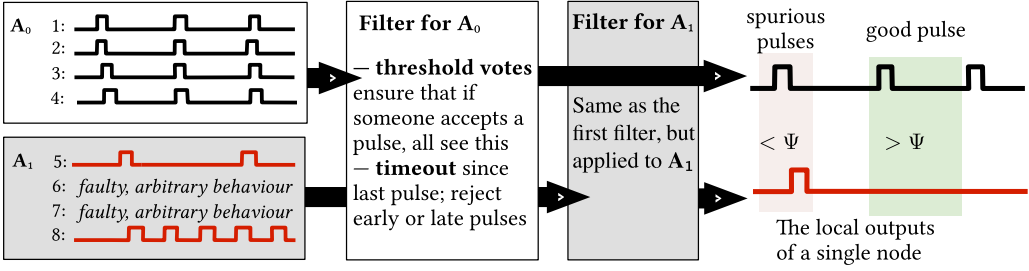 A₀
1:
2:
3:
4:
A₁
5:
6: faulty, arbitrary behaviour
7: faulty, arbitrary behaviour
8:
Filter for A₀
– threshold votes
ensure that if
someone accepts a
pulse, all see this
– timeout since
last pulse; reject
early or late pulses
Filter for A₁
Same as the
first filter, but
applied to A₁
spurious
pulses
good pulse
< Ψ
> Ψ
The local outputs
of a single node